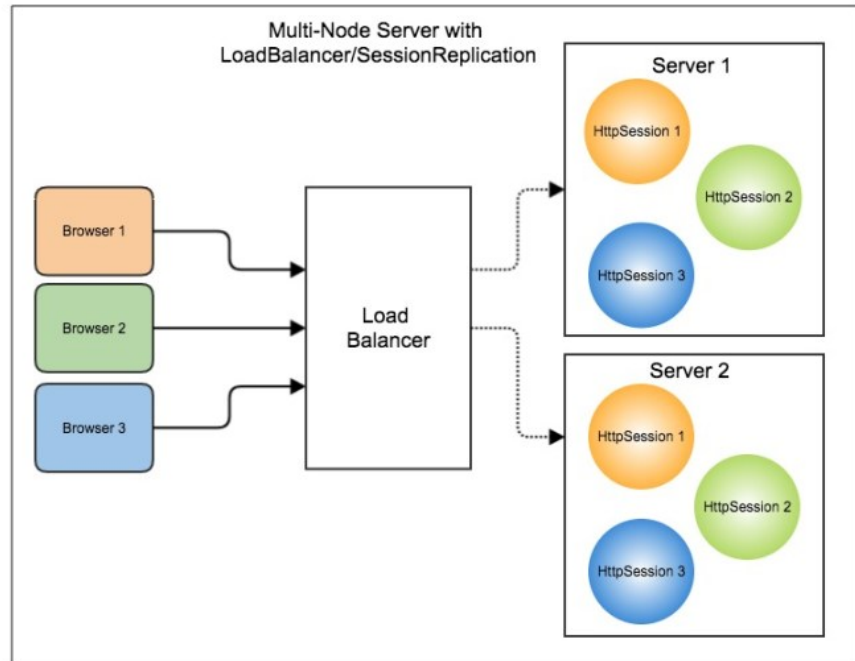 Multi-Node Server with
LoadBalancer/SessionReplication
Browser 1
Browser 2
Browser 3
Load
Balancer
Server 1
HttpSession 1
HttpSession 2
HttpSession 3
Server 2
HttpSession 1
HttpSession 2
HttpSession 3